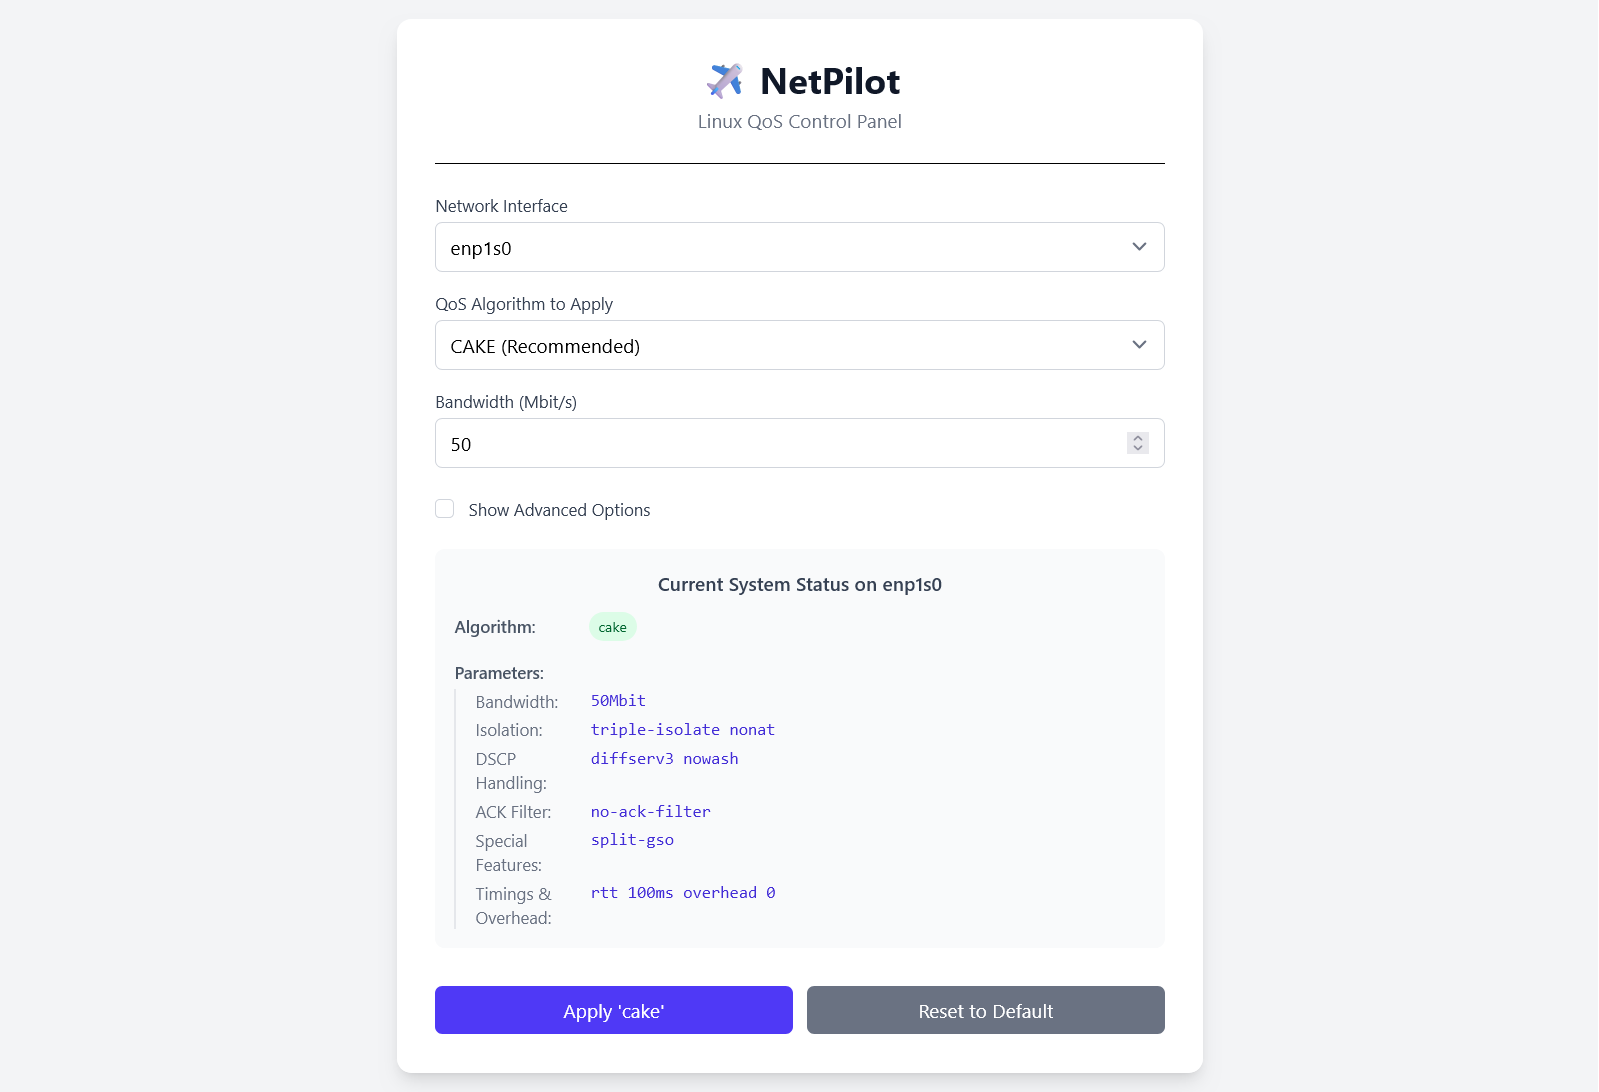 NetPilot
Linux QoS Control Panel
Network Interface
enp1s0
QoS Algorithm to Apply
CAKE (Recommended)
Bandwidth (Mbit/s)
50
Show Advanced Options
Current System Status on enp1s0
Algorithm: cake
Parameters:
Bandwidth: 50Mbit
Isolation: triple-isolate nonat
DSCP Handling: diffserv3 nowash
ACK Filter: no-ack-filter
Special Features: split-gso
Timings & Overhead: rtt 100ms overhead 0
Apply 'cake'
Reset to Default